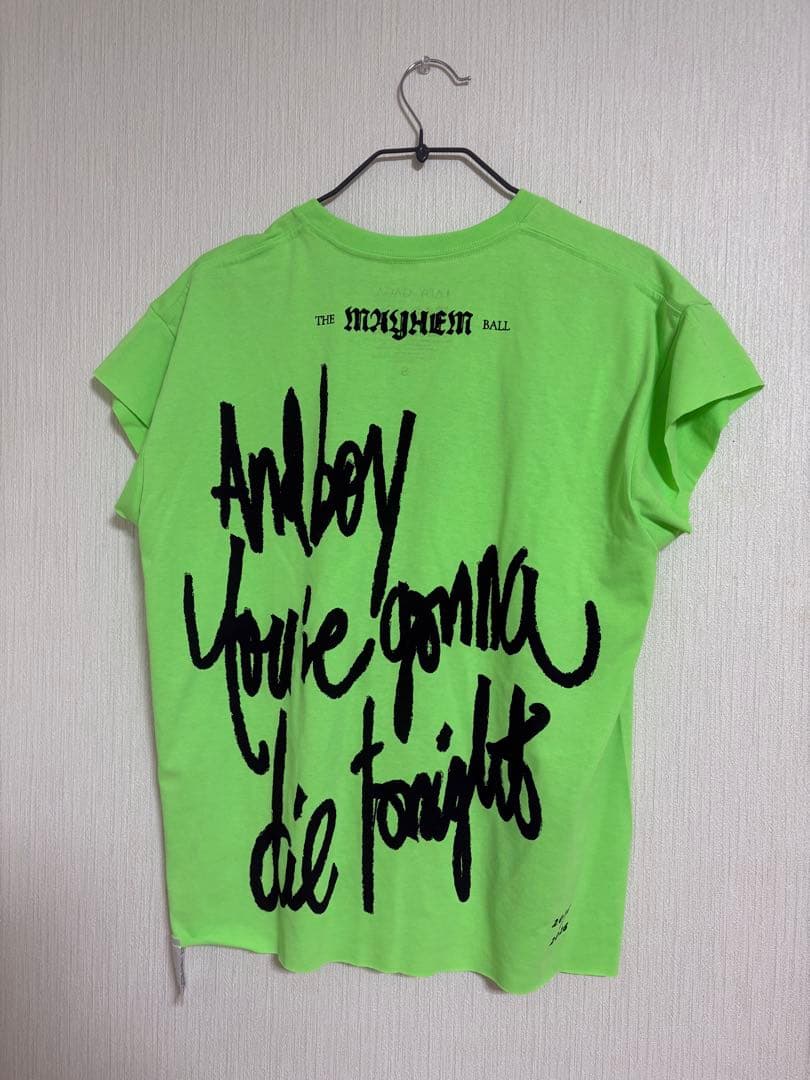 THE MAYHEM BALL
S
And boy
You're gonna
die tonight